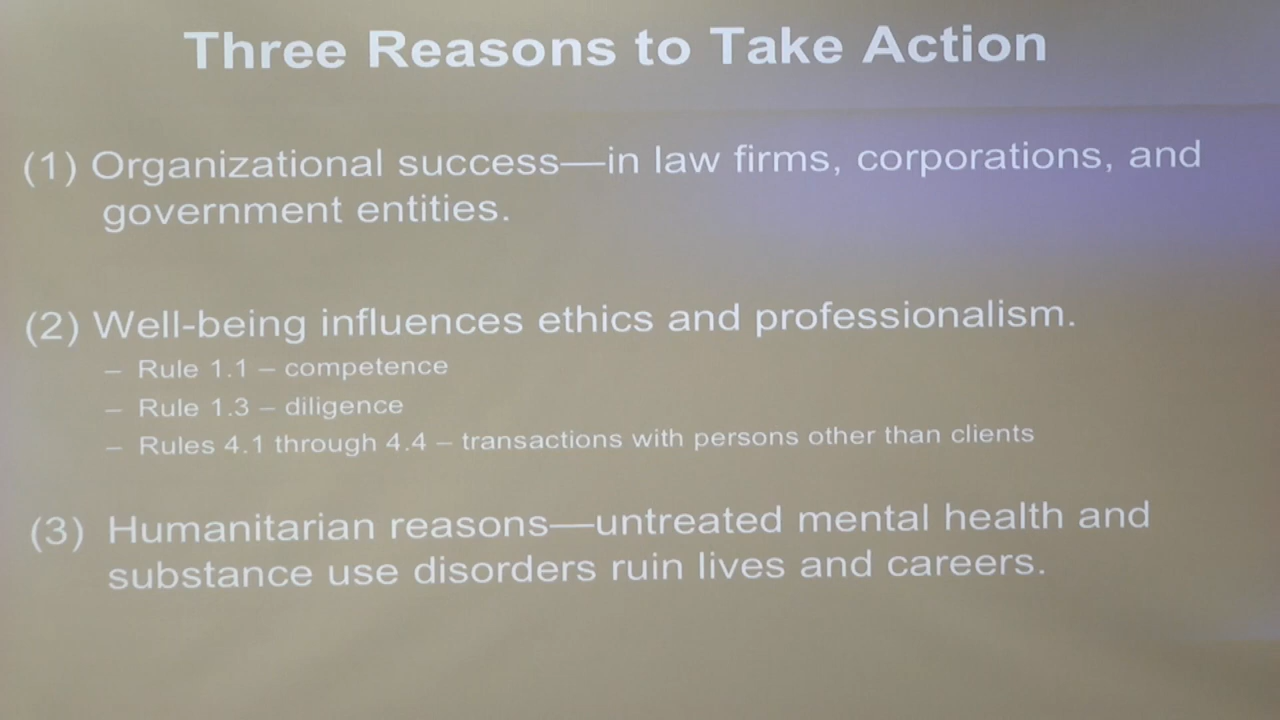 Three Reasons to Take Action
(1) Organizational success—in law firms, corporations, and
government entities.
(2) Well-being influences ethics and professionalism.
– Rule 1.1 – competence
– Rule 1.3 – diligence
– Rules 4.1 through 4.4 – transactions with persons other than clients
(3) Humanitarian reasons—untreated mental health and
substance use disorders ruin lives and careers.